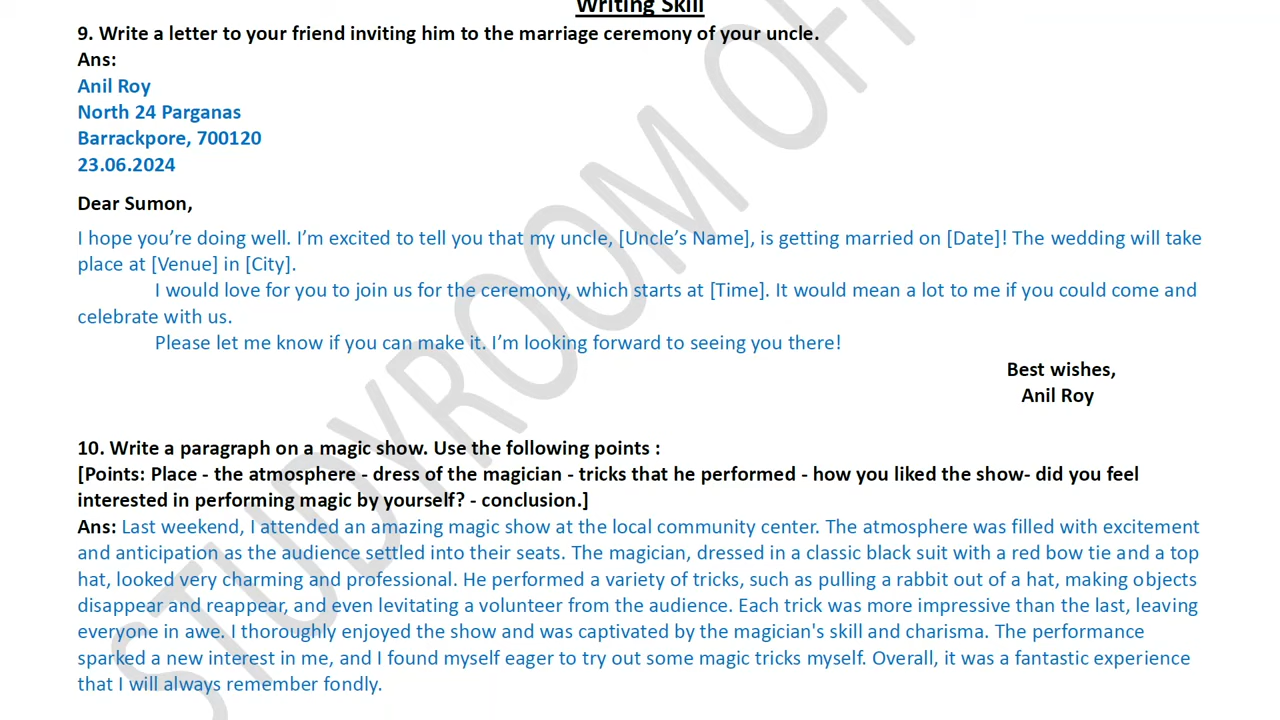 Writing Skill
9. Write a letter to your friend inviting him to the marriage ceremony of your uncle.
Ans:
Anil Roy
North 24 Parganas
Barrackpore, 700120
23.06.2024
Dear Sumon,
I hope you’re doing well. I’m excited to tell you that my uncle, [Uncle’s Name], is getting married on [Date]! The wedding will take
place at [Venue] in [City].
I would love for you to join us for the ceremony, which starts at [Time]. It would mean a lot to me if you could come and
celebrate with us.
Please let me know if you can make it. I’m looking forward to seeing you there!
Best wishes,
Anil Roy
10. Write a paragraph on a magic show. Use the following points :
[Points: Place - the atmosphere - dress of the magician - tricks that he performed - how you liked the show- did you feel
interested in performing magic by yourself? - conclusion.]
Ans: Last weekend, I attended an amazing magic show at the local community center. The atmosphere was filled with excitement
and anticipation as the audience settled into their seats. The magician, dressed in a classic black suit with a red bow tie and a top
hat, looked very charming and professional. He performed a variety of tricks, such as pulling a rabbit out of a hat, making objects
disappear and reappear, and even levitating a volunteer from the audience. Each trick was more impressive than the last, leaving
everyone in awe. I thoroughly enjoyed the show and was captivated by the magician's skill and charisma. The performance
sparked a new interest in me, and I found myself eager to try out some magic tricks myself. Overall, it was a fantastic experience
that I will always remember fondly.
STUDYROOM OF